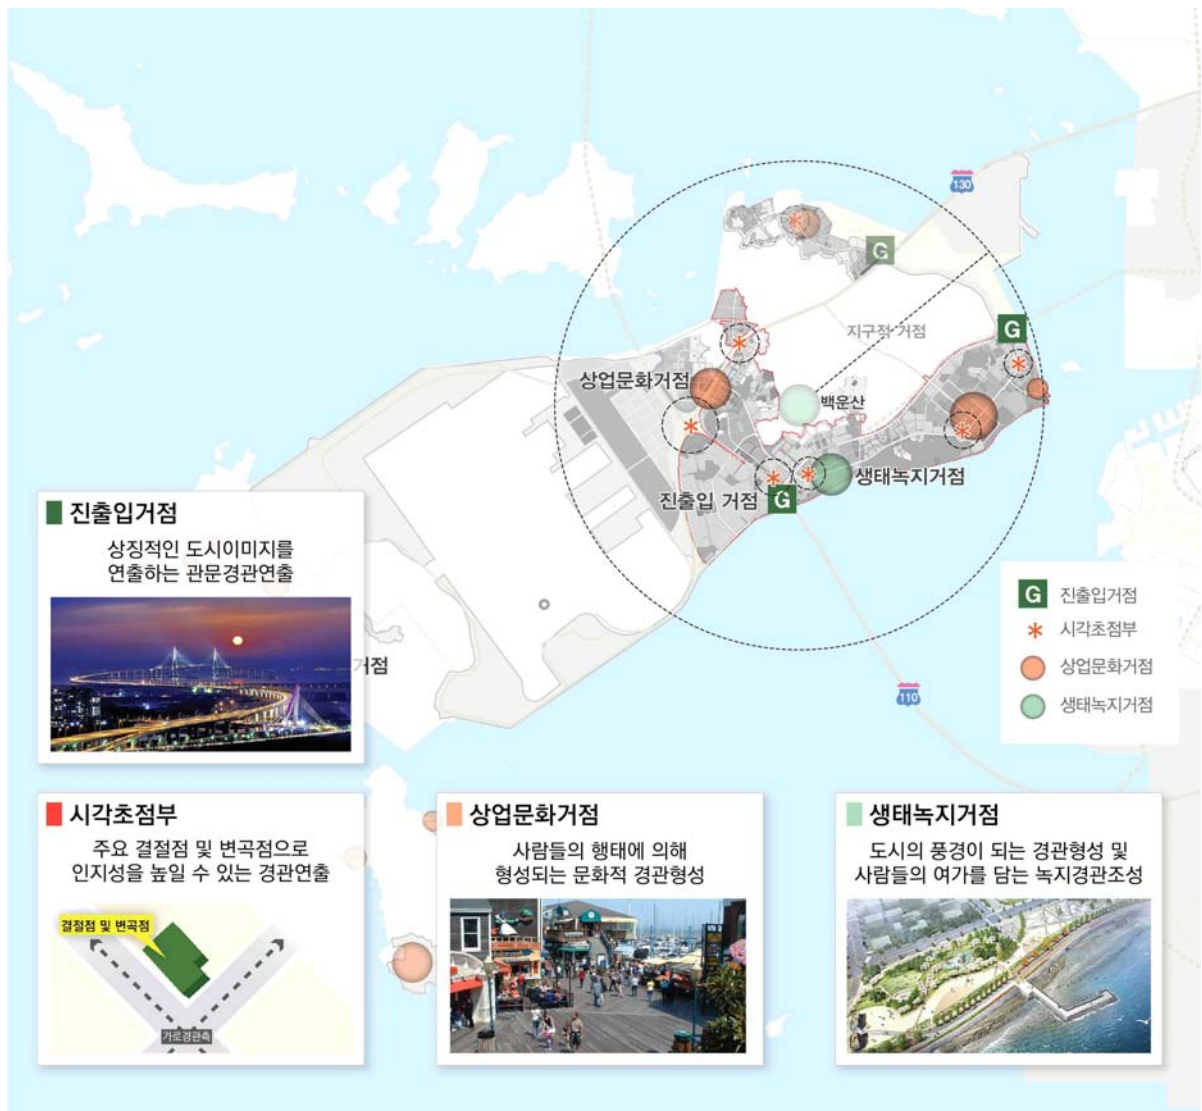 130
G
G
지구적 거점
상업문화거점
백운산
생태녹지거점
진출입 거점
G
G 진출입거점
시각초점부
상업문화거점
생태녹지거점
110
거점
진출입거점
상징적인 도시이미지를
연출하는 관문경관연출
시각초점부
주요 결절점 및 변곡점으로
인지성을 높일 수 있는 경관연출
결절점 및 변곡점
가로경관축
상업문화거점
사람들의 행태에 의해
형성되는 문화적 경관형성
생태녹지거점
도시의 풍경이 되는 경관형성 및
사람들의 여가를 담는 녹지경관조성